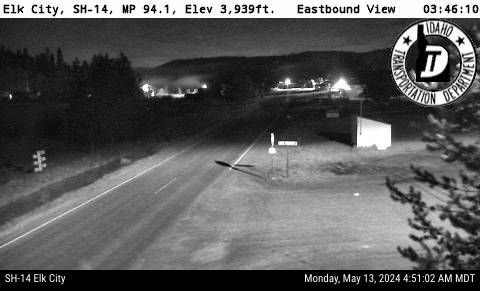 Elk City, SH-14, MP 94.1, Elev 3,939ft.   Eastbound View   03:46:10
IDAHO
TRANSPORTATION DEPARTMENT
SH-14 Elk City
Monday, May 13, 2024 4:51:02 AM MDT